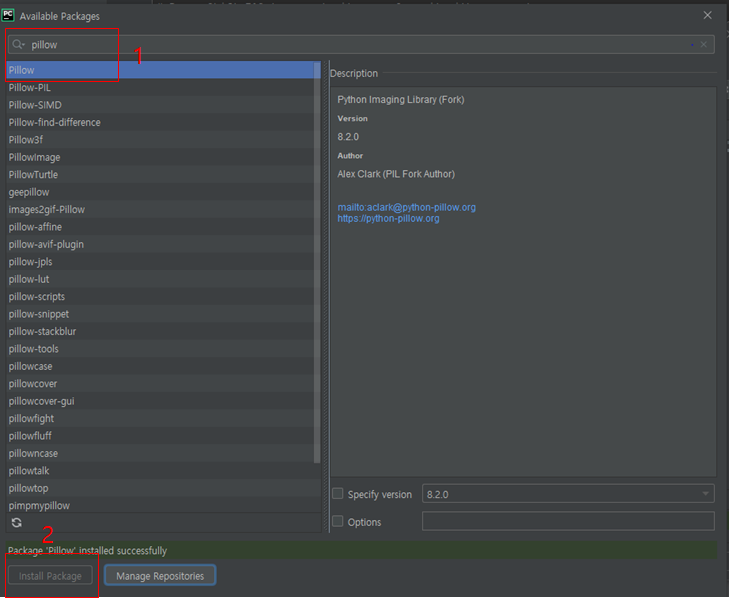 PC
Available Packages
pillow
1
Pillow
Pillow-PIL
Pillow-SIMD
Pillow-find-difference
Pillow3f
PillowImage
PillowTurtle
geepillow
images2gif-Pillow
pillow-affine
pillow-avif-plugin
pillow-jpls
pillow-lut
pillow-scripts
pillow-snippet
pillow-stackblur
pillow-tools
pillowcase
pillowcover
pillowcover-gui
pillowfight
pillowfluff
pillowncase
pillowtalk
pillowtop
pimpmypillow
Description
Python Imaging Library (Fork)
Version
8.2.0
Author
Alex Clark (PIL Fork Author)
mailto:aclark@python-pillow.org
https://python-pillow.org
Specify version
8.2.0
Options
2
Package 'Pillow' installed successfully
Install Package
Manage Repositories